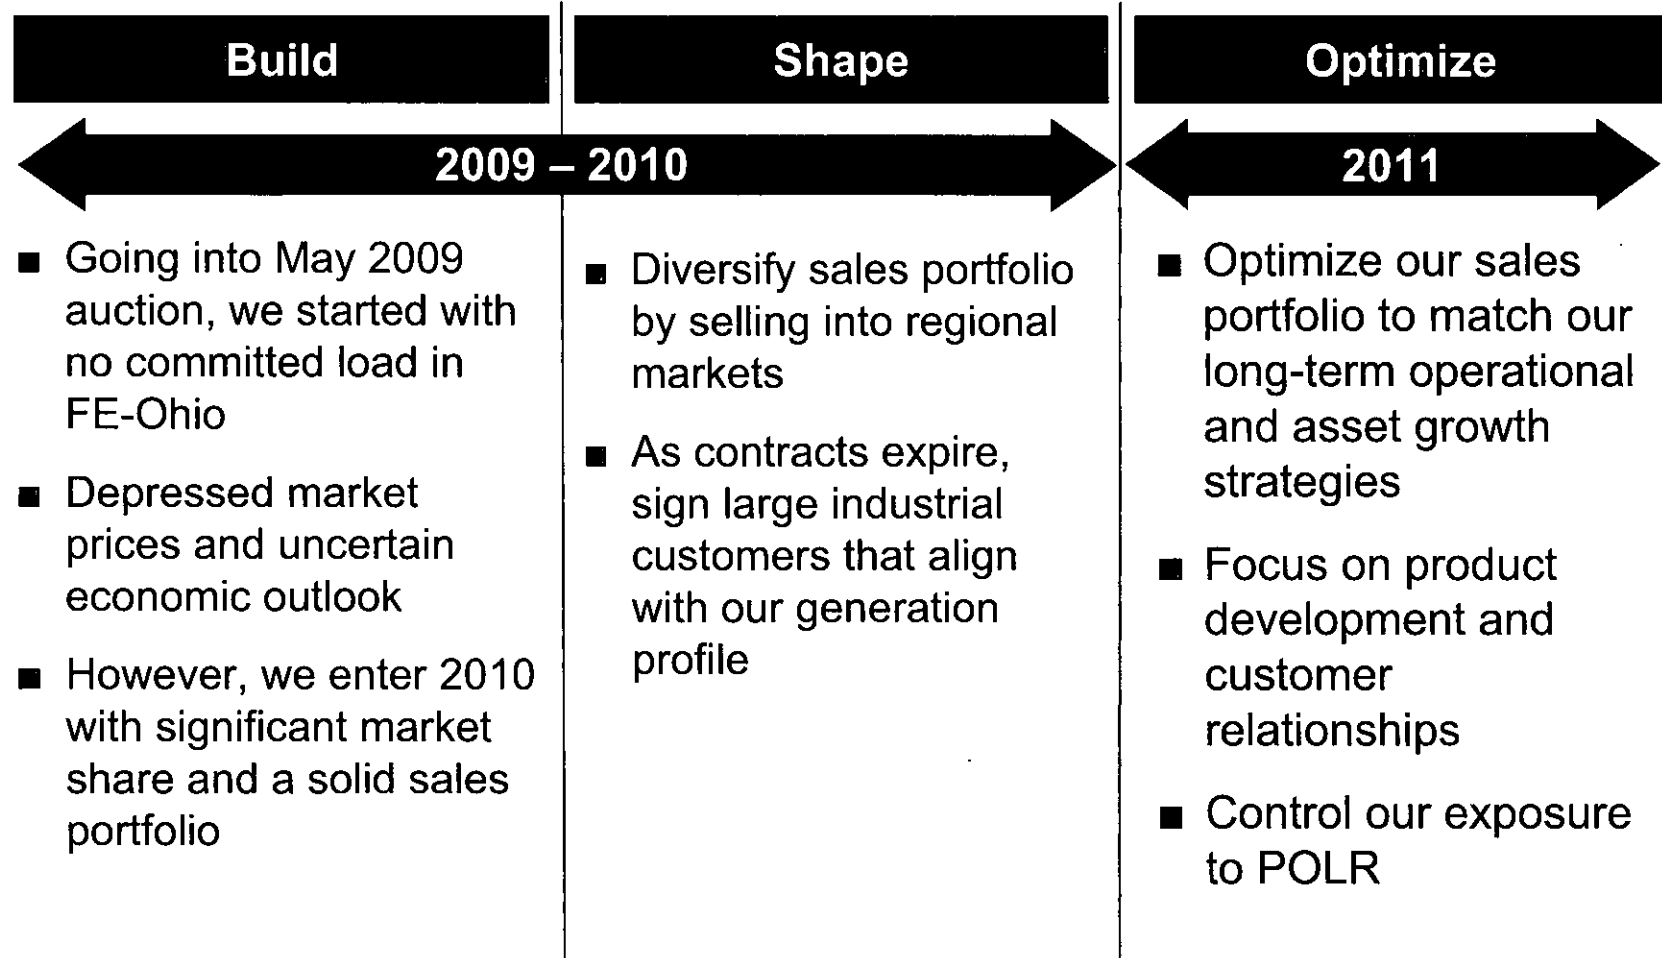 Build
Shape
Optimize
2009 – 2010
2011
■ Going into May 2009
auction, we started with
no committed load in
FE-Ohio
■ Depressed market
prices and uncertain
economic outlook
■ However, we enter 2010
with significant market
share and a solid sales
portfolio
■ Diversify sales portfolio
by selling into regional
markets
■ As contracts expire,
sign large industrial
customers that align
with our generation
profile
■ Optimize our sales
portfolio to match our
long-term operational
and asset growth
strategies
■ Focus on product
development and
customer
relationships
■ Control our exposure
to POLR